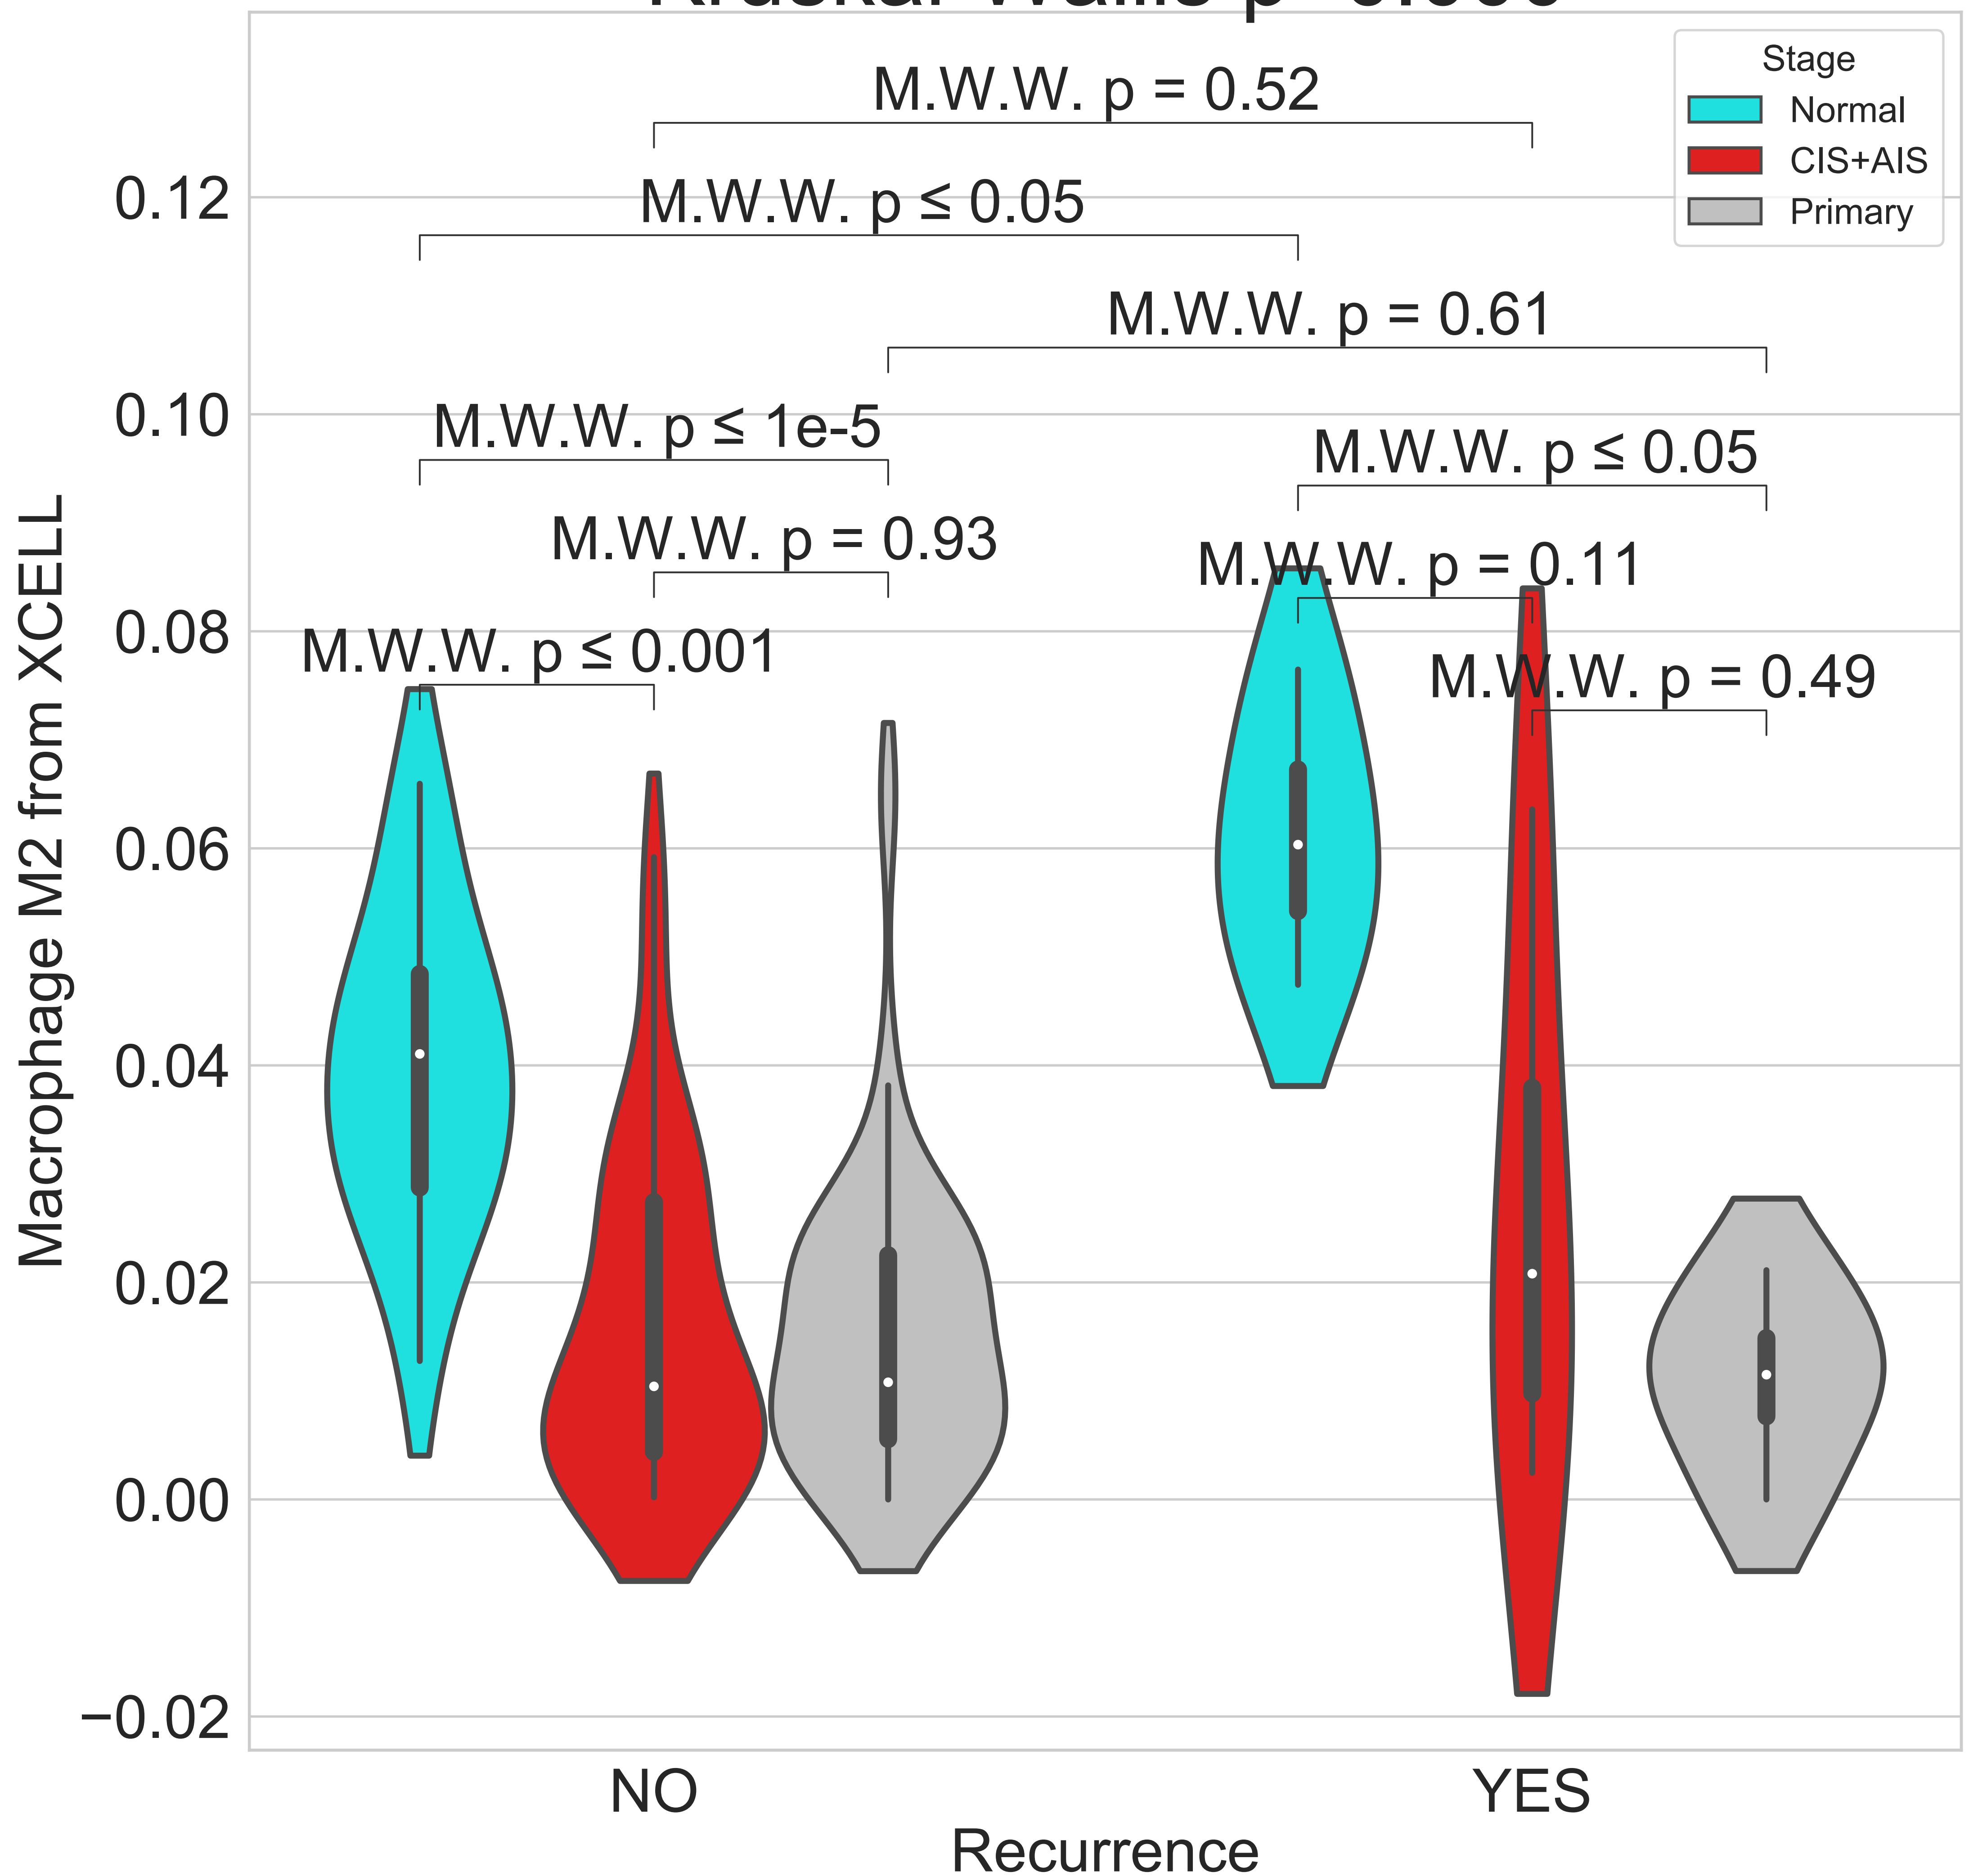 Stage
Normal
CIS+AIS
Primary
M.W.W. p = 0.52
M.W.W. p ≤ 0.05
M.W.W. p = 0.61
M.W.W. p ≤ 1e-5
M.W.W. p ≤ 0.05
M.W.W. p = 0.93
M.W.W. p = 0.11
M.W.W. p ≤ 0.001
M.W.W. p = 0.49
0.12
0.10
0.08
0.06
0.04
0.02
0.00
−0.02
Macrophage M2 from XCELL
NO
YES
Recurrence